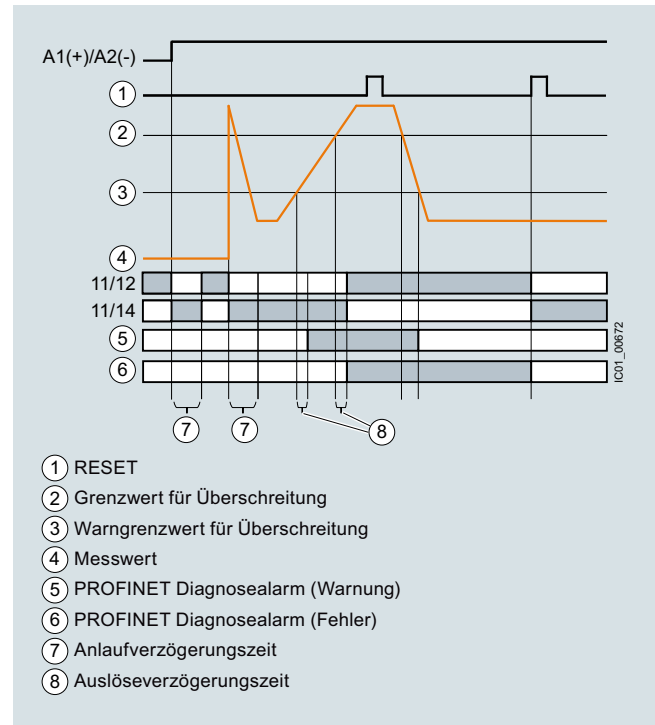 A1(+)/A2(-)
1
2
3
4
11/12
11/14
5
6
IC01_00672
7 7 8
1 RESET
2 Grenzwert für Überschreitung
3 Warngrenzwert für Überschreitung
4 Messwert
5 PROFINET Diagnosealarm (Warnung)
6 PROFINET Diagnosealarm (Fehler)
7 Anlaufverzögerungszeit
8 Auslöseverzögerungszeit